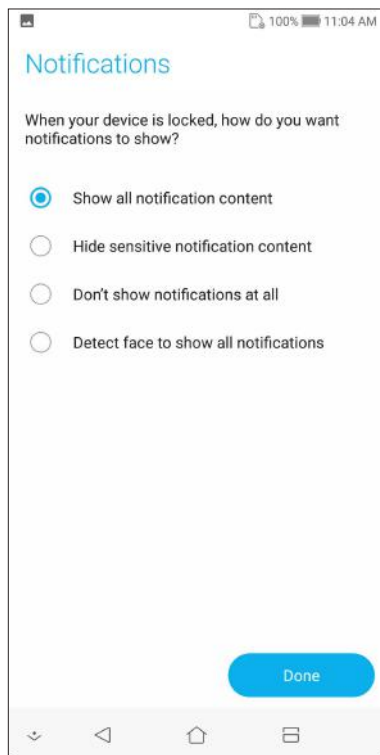 100% 11:04 AM
Notifications
When your device is locked, how do you want
notifications to show?
Show all notification content
Hide sensitive notification content
Don't show notifications at all
Detect face to show all notifications
Done